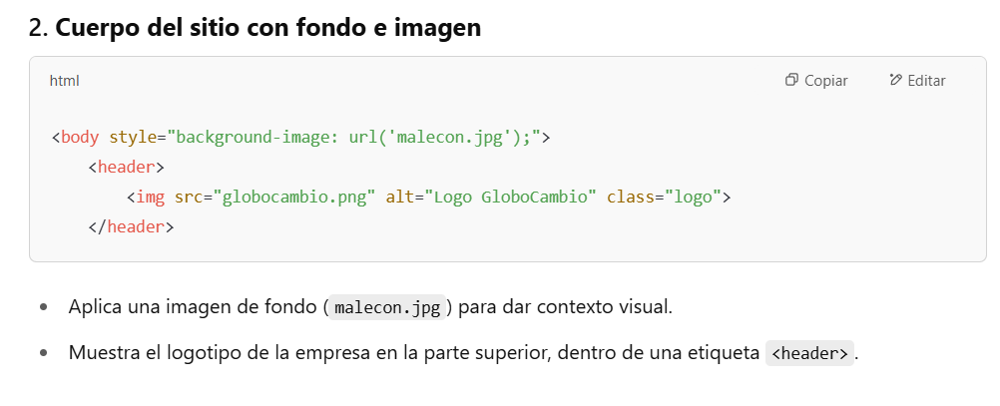 2. Cuerpo del sitio con fondo e imagen
html
Copiar
Editar
<body style="background-image: url('malecon.jpg');">
<header>
<img src="globocambio.png" alt="Logo GloboCambio" class="logo">
</header>
• Aplica una imagen de fondo (malecon.jpg) para dar contexto visual.
• Muestra el logotipo de la empresa en la parte superior, dentro de una etiqueta <header>.